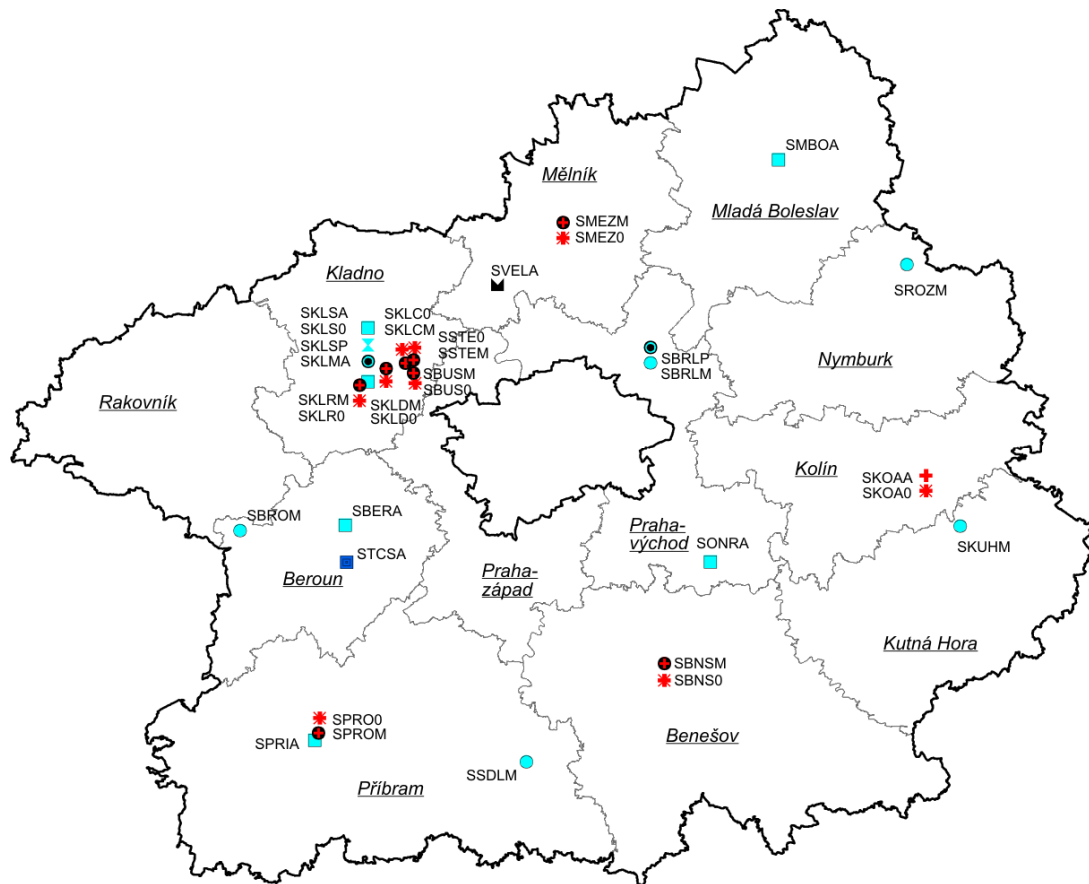 SMBOA
Mělník
Mladá Boleslav
SMEZM
SMEZ0
Kladno
SVELA
SROZM
SKLSA
SKLS0
SKLSP
SKLMA
SKLC0
SKLCM
SSTE0
SSTEM
SBUSM
SBUS0
SBRLP
SBRLM
Nymburk
Rakovník
SKLRM
SKLR0
SKLDM
SKLD0
Kolín
SKOAA
SKOA0
SBROM
SBERA
STCSA
Beroun
Praha-
západ
Praha-
východ
SONRA
SKUHM
Kutná Hora
SBNSM
SBNS0
Benešov
SPRO0
SPROM
SPRIA
SSDLM
Příbram